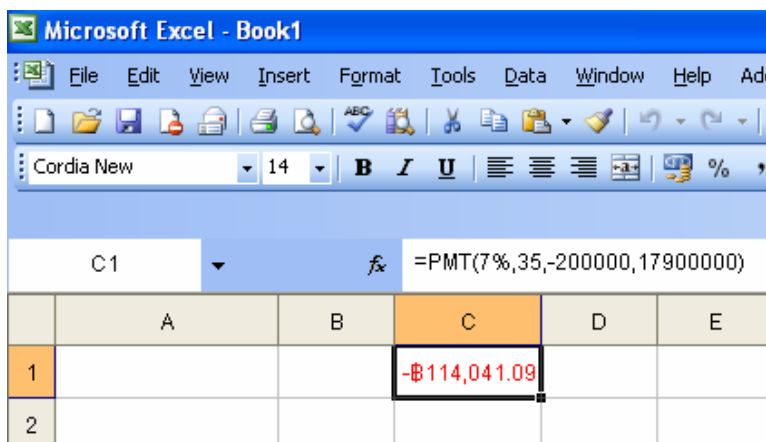 Microsoft Excel - Book1
File Edit View Insert Format Tools Data Window Help
ABC
Cordia New 14 B I U a %
C1 fx =PMT(7%,35,-200000,17900000)
A B C D E
1 -฿114,041.09
2